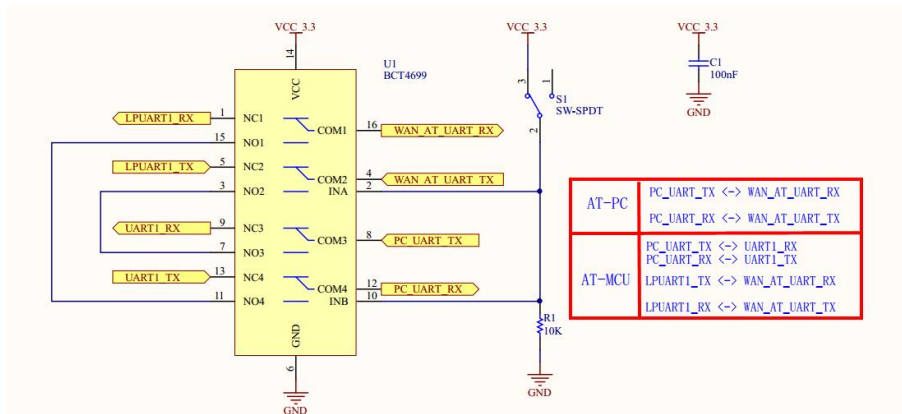 VCC_3.3
VCC_3.3
VCC_3.3
14
U1
BCT4699
VCC
3
1
S1
SW-SPDT
2
C1
100nF
GND
LPUART1_RX
1
NC1
15
NO1
COM1
16
WAN_AT_UART_RX
LPUART1_TX
5
NC2
3
NO2
COM2
4
WAN_AT_UART_TX
INA
2
UART1_RX
9
NC3
7
NO3
COM3
8
PC_UART_TX
UART1_TX
13
NC4
11
NO4
COM4
12
PC_UART_RX
INB
10
GND
6
GND
R1
10K
GND
AT-PC
PC_UART_TX <-> WAN_AT_UART_RX
PC_UART_RX <-> WAN_AT_UART_TX
AT-MCU
PC_UART_TX <-> UART1_RX
PC_UART_RX <-> UART1_TX
LPUART1_TX <-> WAN_AT_UART_RX
LPUART1_RX <-> WAN_AT_UART_TX